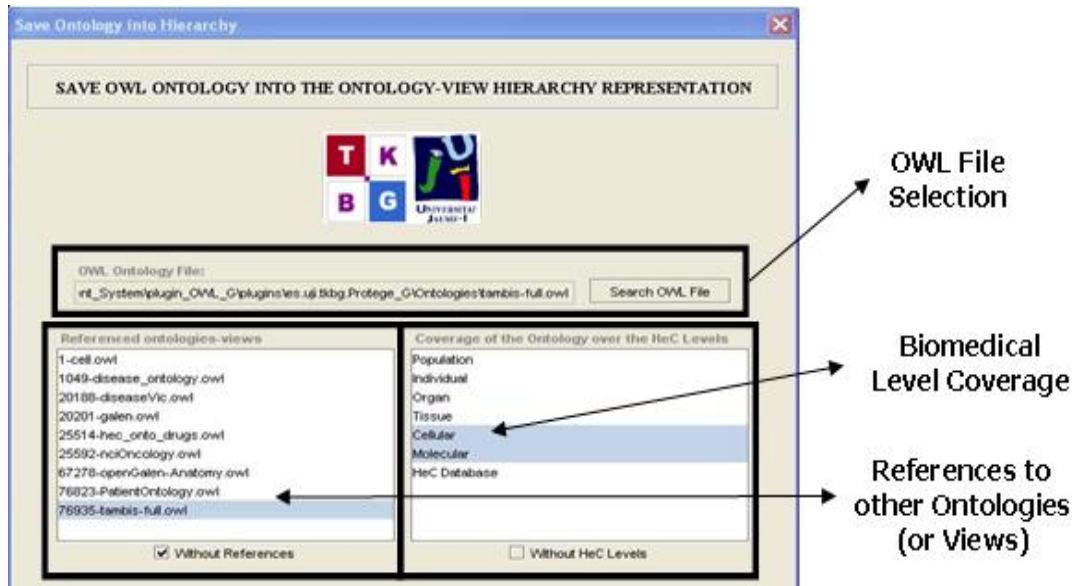 Save Ontology into Hierarchy
SAVE OWL ONTOLOGY INTO THE ONTOLOGY-VIEW HIERARCHY REPRESENTATION
T K
B G
UNIVERSITAT
JAUME-I
OWL File
Selection
OWL Ontology File:
nt_System\plugin_OWL_G\plugins\es.uji.tkbg.Protege_G\Ontologies\tambis-full.owl
Search OWL File
Referenced ontologies-views
1-cell.owl
1049-disease_ontology.owl
20188-diseaseVic.owl
20201-galen.owl
25514-hec_onto_drugs.owl
25592-nciOncology.owl
67278-openGalen-Anatomy.owl
76823-PatientOntology.owl
76935-tambis-full.owl
Without References
Coverage of the Ontology over the HeC Levels
Population
Individual
Organ
Tissue
Cellular
Molecular
HeC Database
Without HeC Levels
Biomedical
Level Coverage
References to
other Ontologies
(or Views)